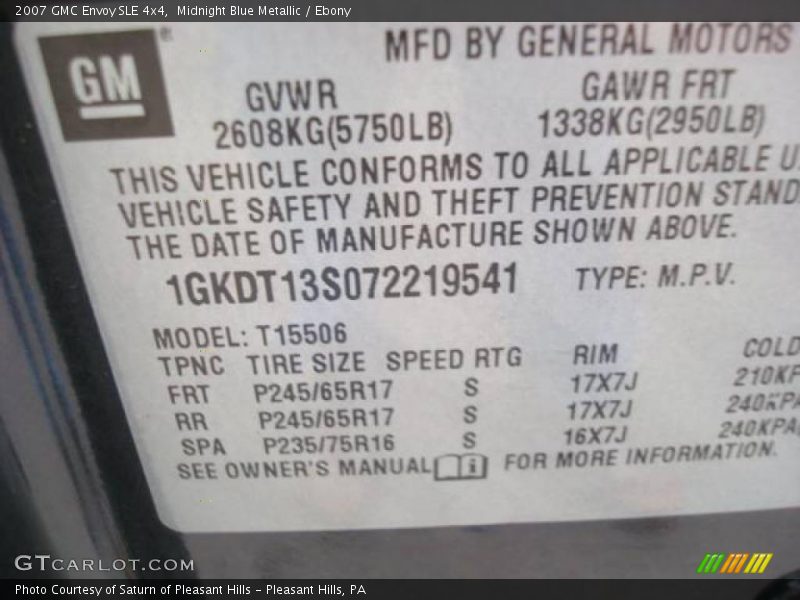 2007 GMC Envoy SLE 4x4,  Midnight Blue Metallic / Ebony
GM®
MFD BY GENERAL MOTORS
GVWR GAWR FRT
2608KG(5750LB) 1338KG(2950LB)
THIS VEHICLE CONFORMS TO ALL APPLICABLE
VEHICLE SAFETY AND THEFT PREVENTION STAND
THE DATE OF MANUFACTURE SHOWN ABOVE.
1GKDT13S072219541 TYPE: M.P.V.
MODEL: T15506
TPNC TIRE SIZE SPEED RTG RIM COLD
FRT P245/65R17 S 17X7J 210KP
RR P245/65R17 S 17X7J 240KPA
SPA P235/75R16 S 16X7J 240KPA
SEE OWNER'S MANUAL i FOR MORE INFORMATION.
GTCARLOT.COM
Photo Courtesy of Saturn of Pleasant Hills – Pleasant Hills, PA